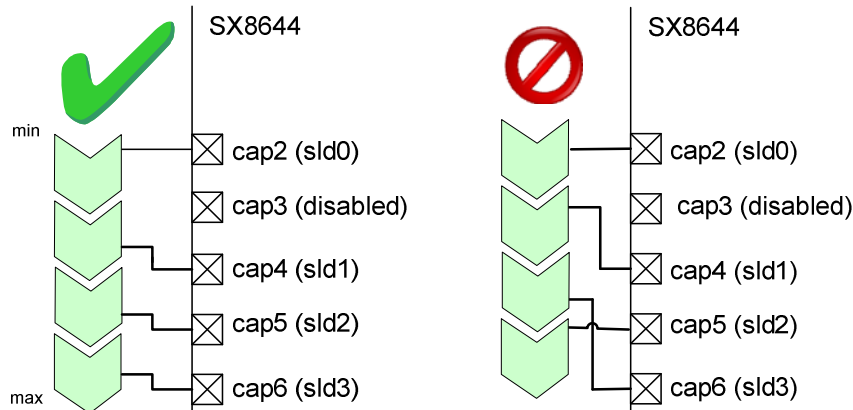 SX8644
min
cap2 (sld0)
cap3 (disabled)
cap4 (sld1)
cap5 (sld2)
cap6 (sld3)
max
SX8644
cap2 (sld0)
cap3 (disabled)
cap4 (sld1)
cap5 (sld2)
cap6 (sld3)